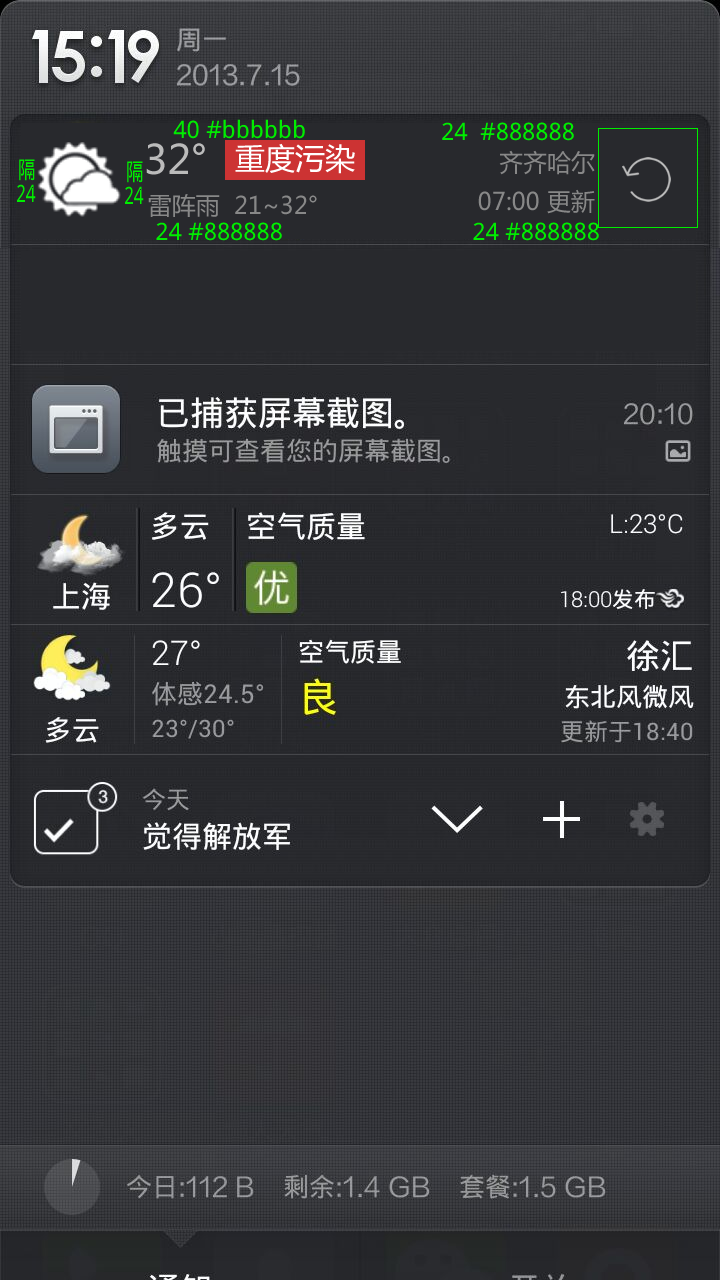 15:19 周一
2013.7.15
40 #bbbbbb 24 #888888
隔 24 隔 24 32° 重度污染 齐齐哈尔
雷阵雨 21~32° 07:00 更新
24 #888888 24 #888888
已捕获屏幕截图。 20:10
触摸可查看您的屏幕截图。
多云 空气质量 L:23°C
上海 26° 优 18:00发布
27° 空气质量 徐汇
体感24.5° 良 东北风微风
多云 23°/30° 更新于18:40
3 今天
觉得解放军
今日:112 B 剩余:1.4 GB 套餐:1.5 GB